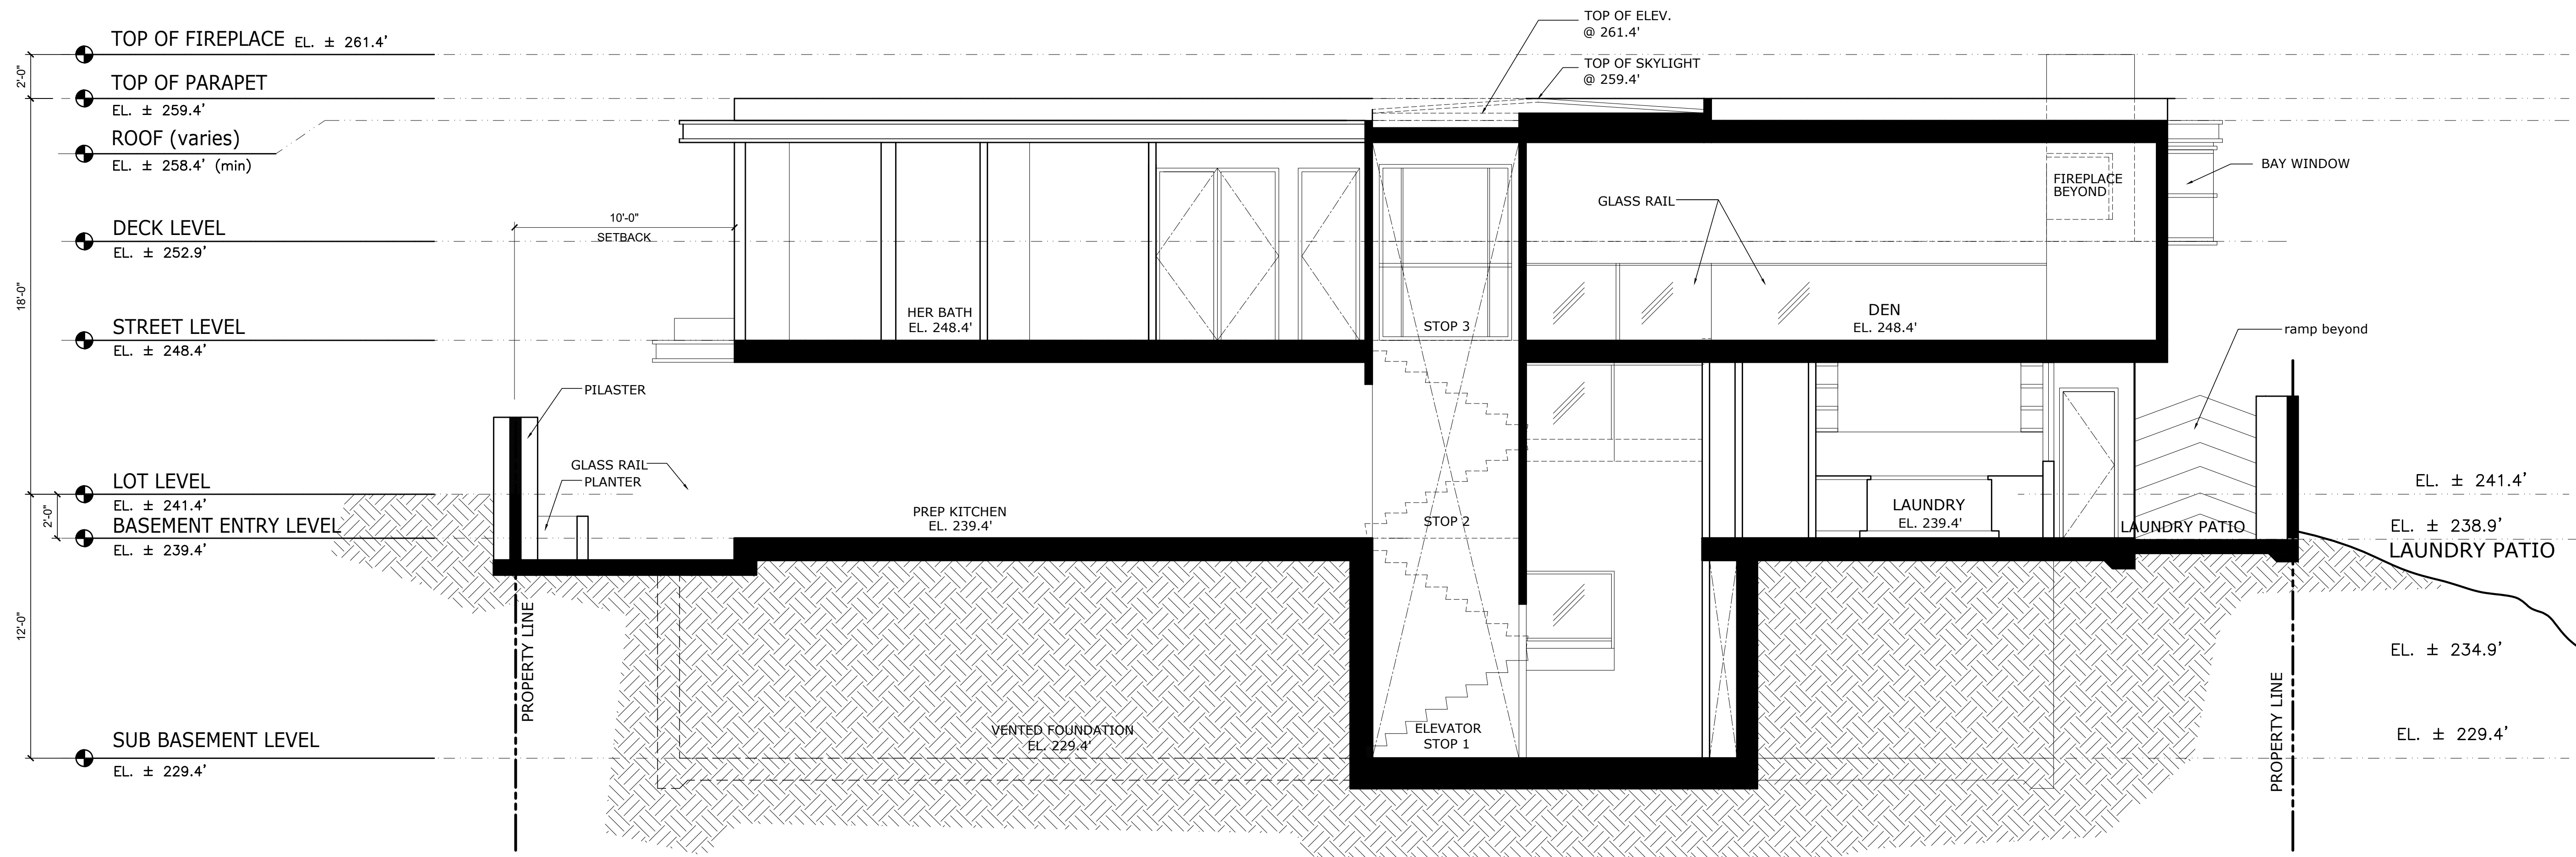 TOP OF FIREPLACE EL. ± 261.4'
TOP OF PARAPET
EL. ± 259.4'
ROOF (varies)
EL. ± 258.4' (min)
DECK LEVEL
EL. ± 252.9'
STREET LEVEL
EL. ± 248.4'
LOT LEVEL
EL. ± 241.4'
BASEMENT ENTRY LEVEL
EL. ± 239.4'
SUB BASEMENT LEVEL
EL. ± 229.4'
2'-0"
18'-0"
2'-0"
12'-0"
10'-0"
SETBACK
TOP OF ELEV.
@ 261.4'
TOP OF SKYLIGHT
@ 259.4'
BAY WINDOW
FIREPLACE
BEYOND
GLASS RAIL
HER BATH
EL. 248.4'
STOP 3
DEN
EL. 248.4'
ramp beyond
PILASTER
GLASS RAIL
PLANTER
PREP KITCHEN
EL. 239.4'
STOP 2
LAUNDRY
EL. 239.4'
LAUNDRY PATIO
EL. ± 241.4'
EL. ± 238.9'
LAUNDRY PATIO
EL. ± 234.9'
EL. ± 229.4'
PROPERTY LINE
VENTED FOUNDATION
EL. 229.4'
ELEVATOR
STOP 1
PROPERTY LINE